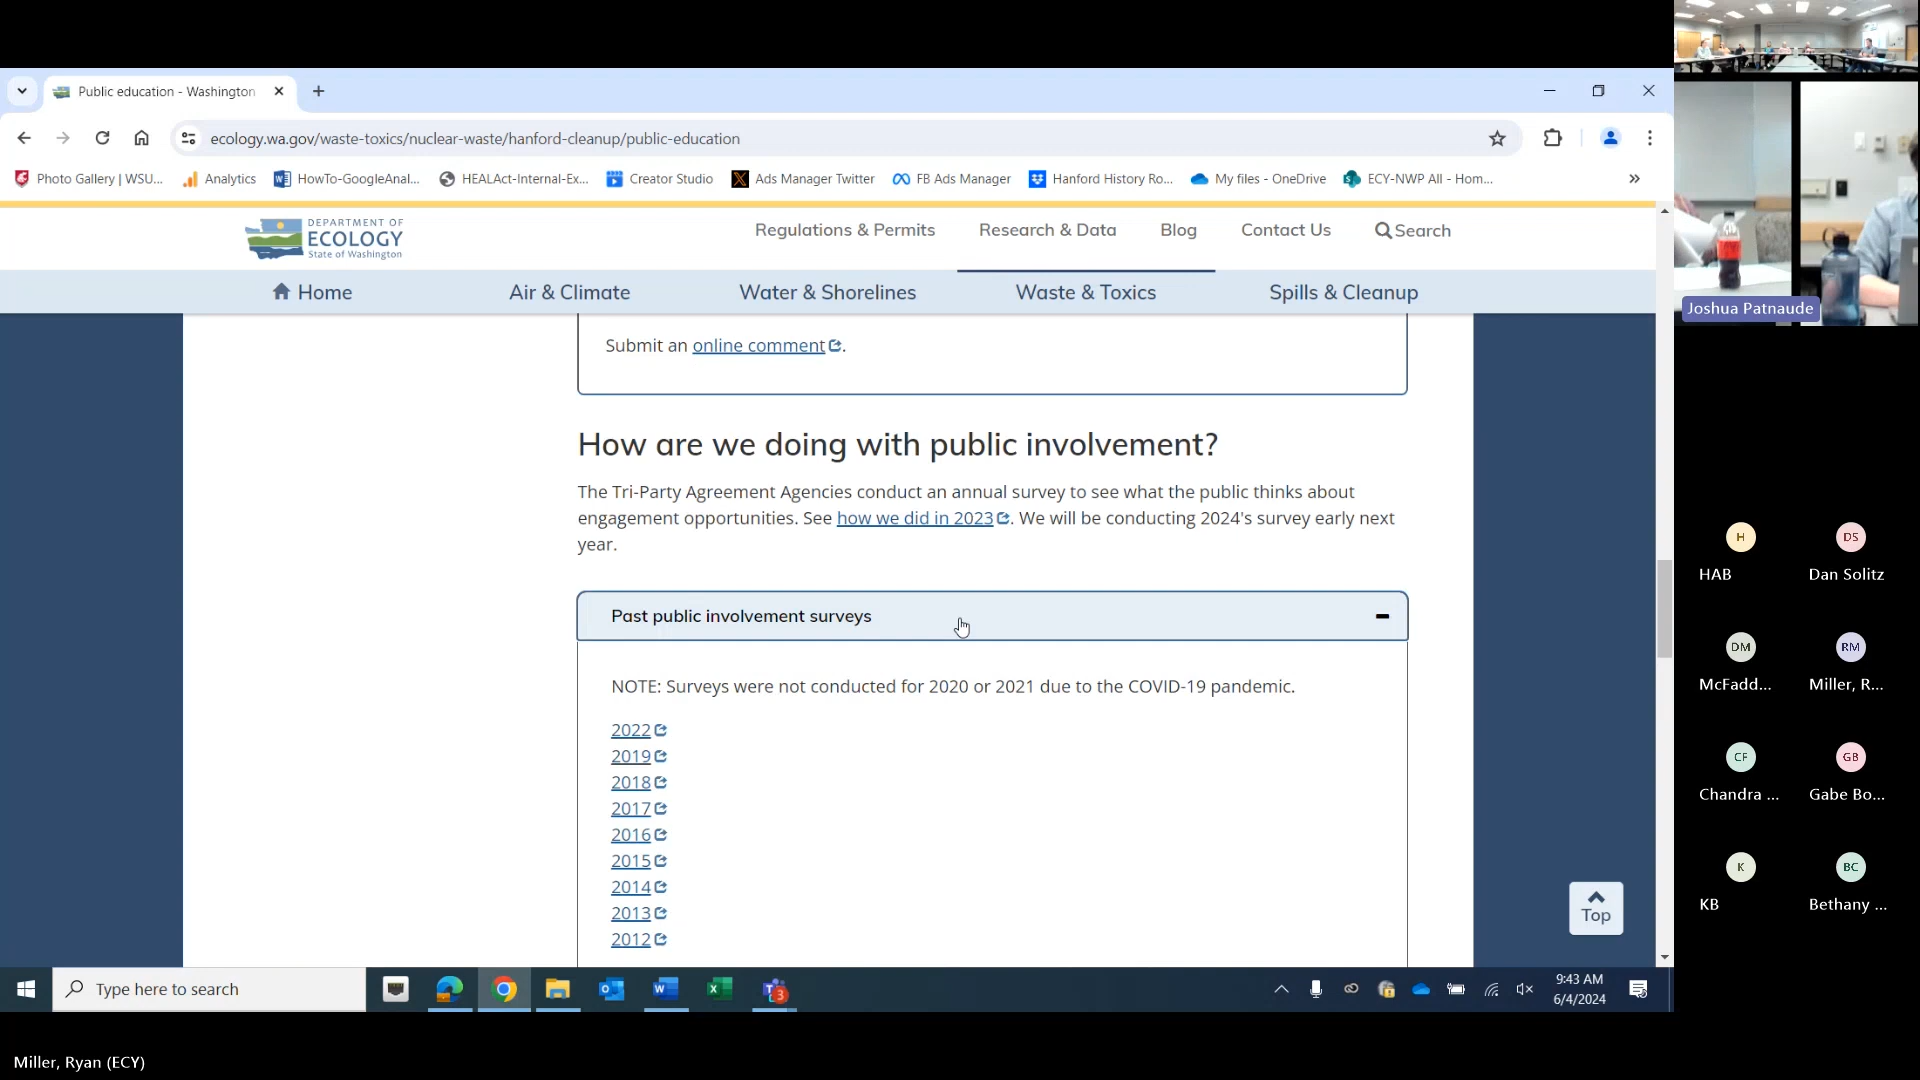 Public education - Washington
ecology.wa.gov/waste-toxics/nuclear-waste/hanford-cleanup/public-education
Photo Gallery | WSU...
Analytics
HowTo-GoogleAnal...
HEALAct-Internal-Ex...
Creator Studio
Ads Manager Twitter
FB Ads Manager
Hanford History Ro...
My files - OneDrive
ECY-NWP All - Hom...
»
DEPARTMENT OF
ECOLOGY
State of Washington
Regulations & Permits
Research & Data
Blog
Contact Us
Search
Home
Air & Climate
Water & Shorelines
Waste & Toxics
Spills & Cleanup
Submit an online comment.
How are we doing with public involvement?
The Tri-Party Agreement Agencies conduct an annual survey to see what the public thinks about
engagement opportunities. See how we did in 2023. We will be conducting 2024's survey early next
year.
Past public involvement surveys
NOTE: Surveys were not conducted for 2020 or 2021 due to the COVID-19 pandemic.
2022
2019
2018
2017
2016
2015
2014
2013
2012
Top
Type here to search
3
9:43 AM
6/4/2024
Joshua Patnaude
H
HAB
DS
Dan Solitz
DM
McFadd...
RM
Miller, R...
CF
Chandra ...
GB
Gabe Bo...
K
KB
BC
Bethany ...
Miller, Ryan (ECY)